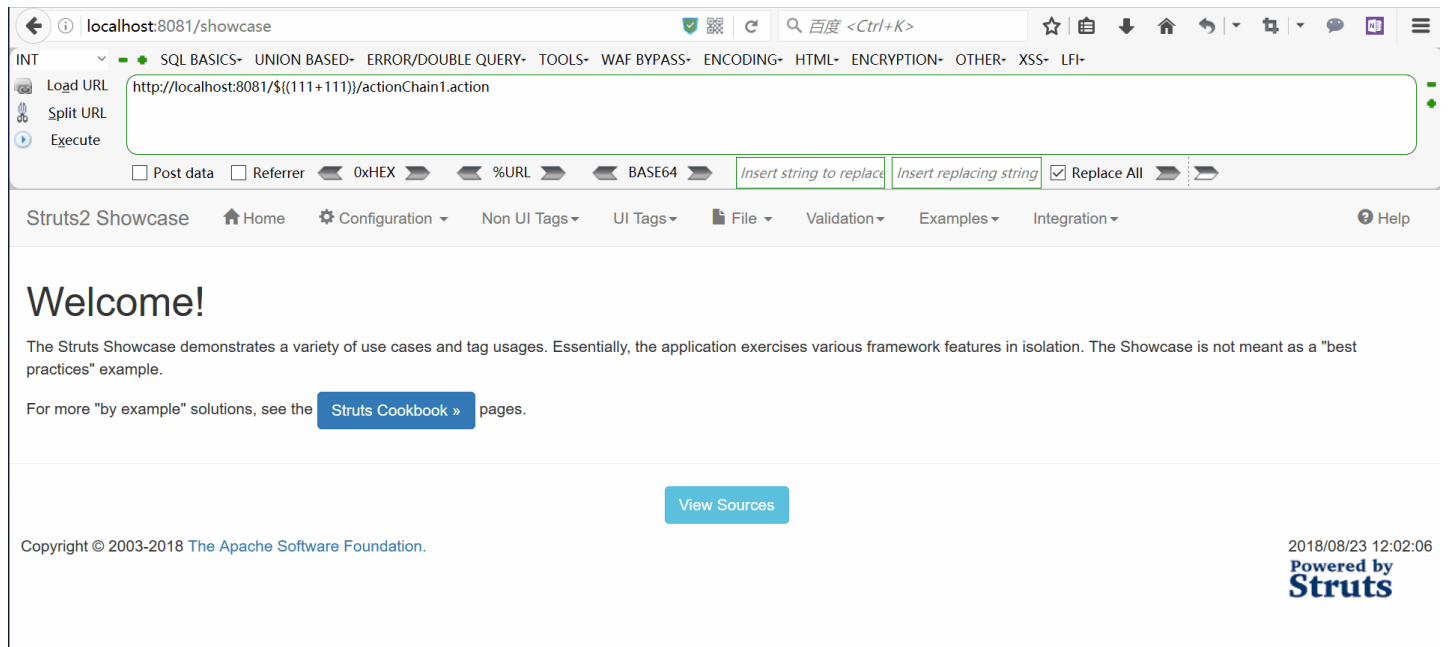 localhost:8081/showcase
百度 <Ctrl+K>
INT
SQL BASICS UNION BASED ERROR/DOUBLE QUERY TOOLS WAF BYPASS ENCODING HTML ENCRYPTION OTHER XSS LFI
Load URL
http://localhost:8081/${(111+111)}/actionChain1.action
Split URL
Execute
Post data Referrer 0xHEX %URL BASE64 Insert string to replace Insert replacing string Replace All
Struts2 Showcase Home Configuration Non UI Tags UI Tags File Validation Examples Integration Help
Welcome!
The Struts Showcase demonstrates a variety of use cases and tag usages. Essentially, the application exercises various framework features in isolation. The Showcase is not meant as a "best
practices" example.
For more "by example" solutions, see the Struts Cookbook » pages.
View Sources
Copyright © 2003-2018 The Apache Software Foundation.
2018/08/23 12:02:06
Powered by
Struts